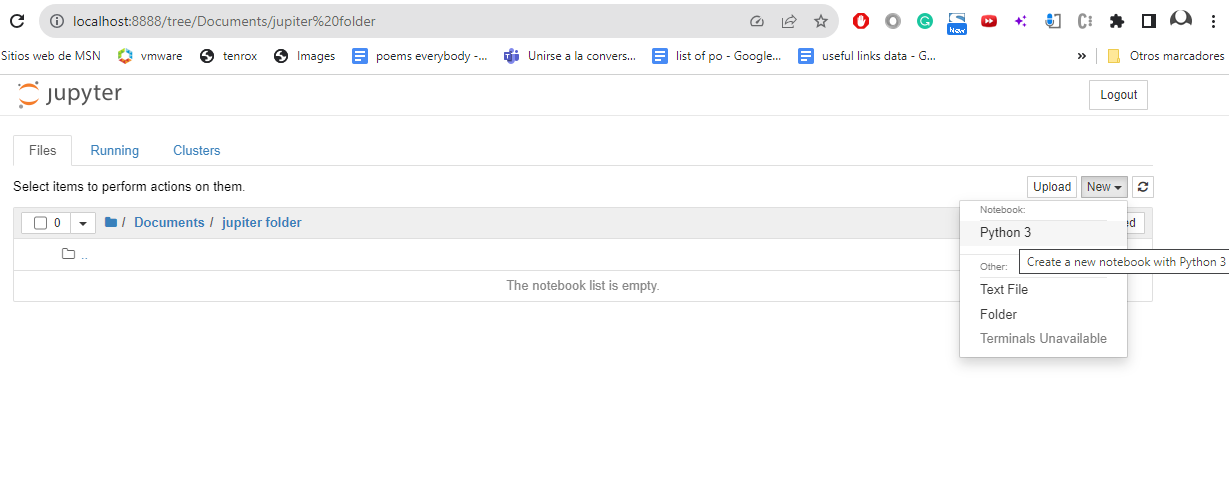 localhost:8888/tree/Documents/jupiter%20folder
New
Sitios web de MSN vmware tenrox Images poems everybody -... Unirse a la convers... list of po - Google... useful links data - G... » Otros marcadores
jupyter Logout
Files Running Clusters
Select items to perform actions on them. Upload New
0 / Documents / jupiter folder ed
Notebook:
Python 3
Create a new notebook with Python 3
Other:
Text File
Folder
Terminals Unavailable
..
The notebook list is empty.